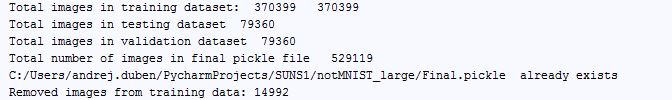 Total images in training dataset:  370399   370399
Total images in testing dataset  79360
Total images in validation dataset  79360
Total number of images in final pickle file   529119
C:/Users/andrej.duben/PycharmProjects/SUNS1/notMNIST_large/Final.pickle  already exists
Removed images from training data: 14992